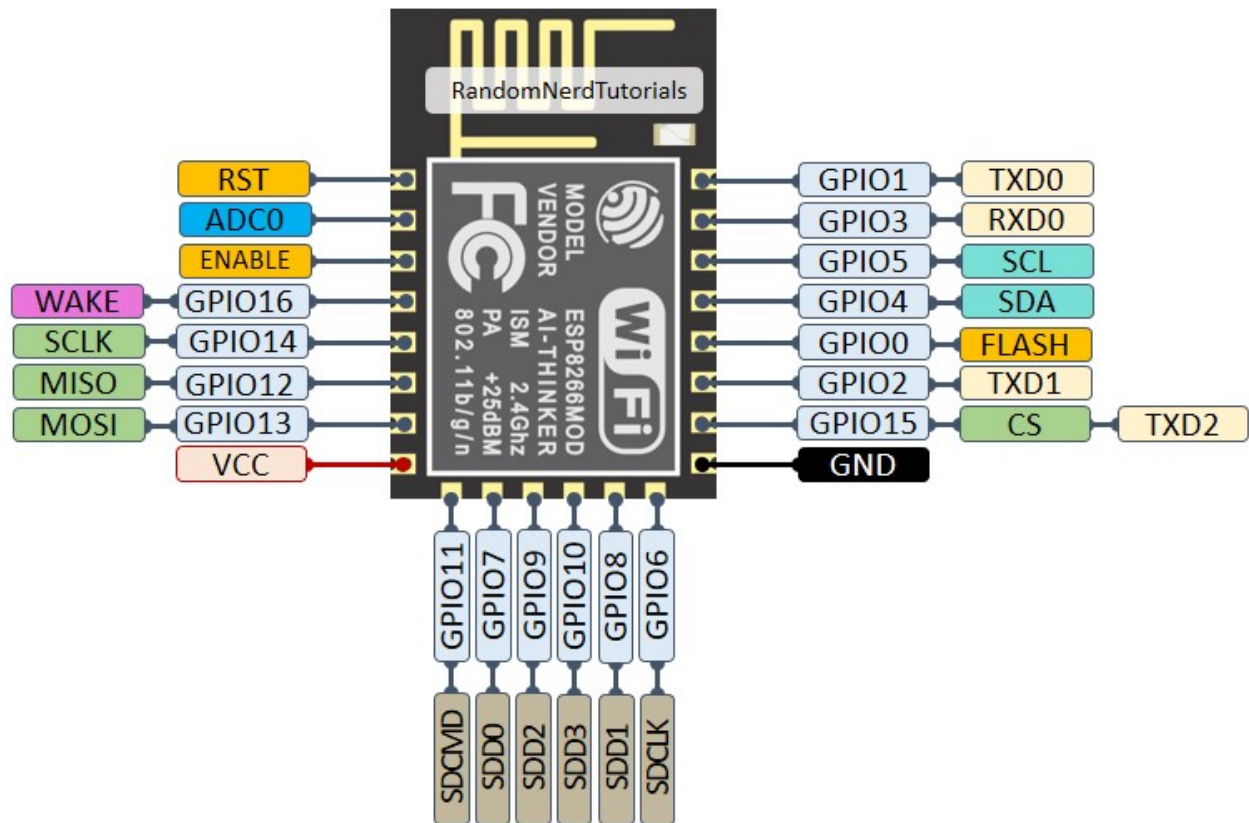 RandomNerdTutorials
MODEL
VENDOR
ESP8266MOD
AI-THINKER
ISM 2.4Ghz
PA +25dBM
802.11b/g/n
FC
Wi Fi
RST
ADC0
ENABLE
WAKE GPIO16
SCLK GPIO14
MISO GPIO12
MOSI GPIO13
VCC
GPIO1 TXD0
GPIO3 RXD0
GPIO5 SCL
GPIO4 SDA
GPIO0 FLASH
GPIO2 TXD1
GPIO15 CS TXD2
GND
GPIO11 SDCMD
GPIO7 SDD0
GPIO9 SDD2
GPIO10 SDD3
GPIO8 SDD1
GPIO6 SDCLK